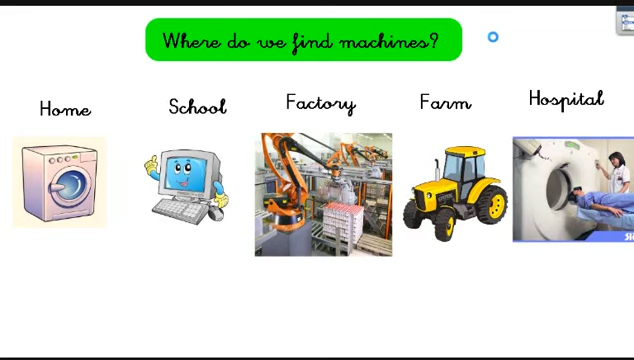 Where do we find machines?
Home School Factory Farm Hospital